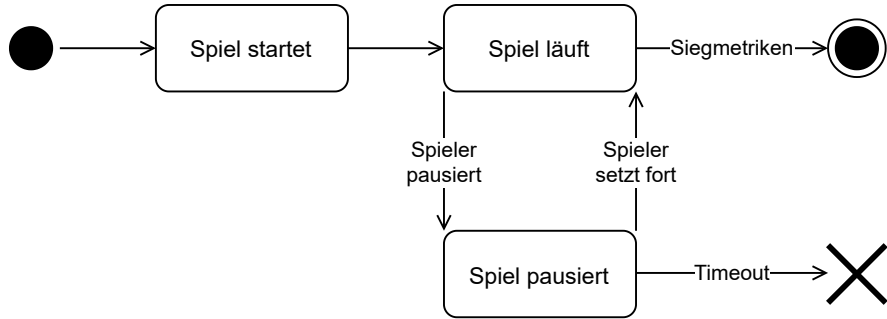 Spiel startet
Spiel läuft
Siegmetriken
Spieler
pausiert
Spieler
setzt fort
Spiel pausiert
Timeout